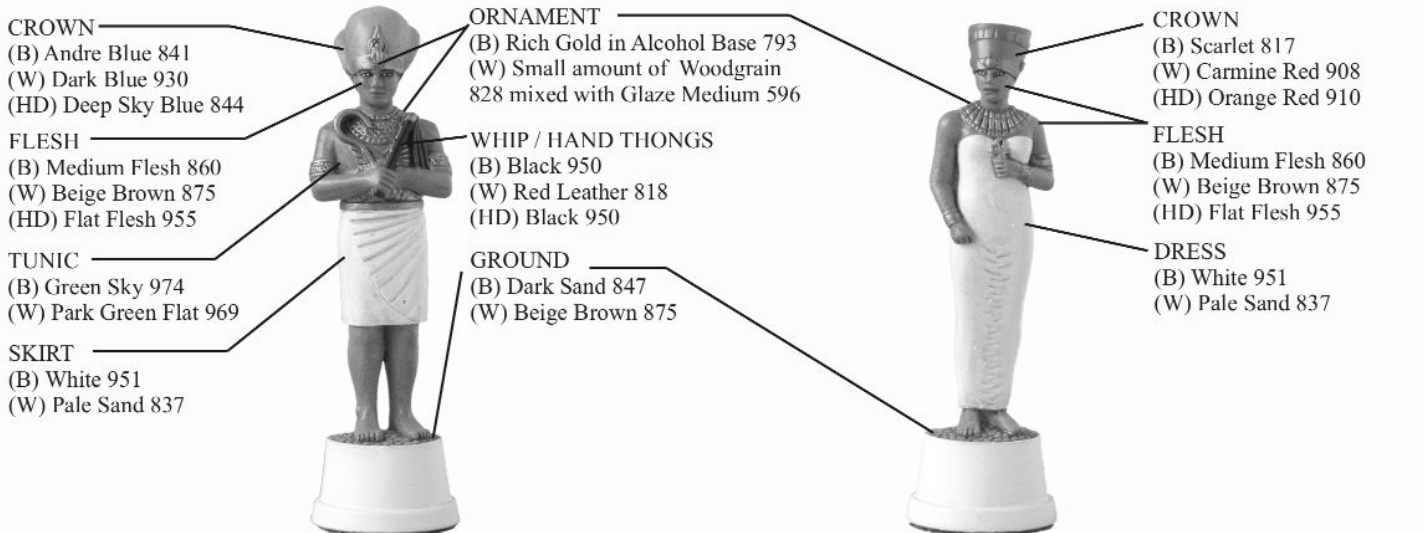 CROWN
(B) Andre Blue 841
(W) Dark Blue 930
(HD) Deep Sky Blue 844
FLESH
(B) Medium Flesh 860
(W) Beige Brown 875
(HD) Flat Flesh 955
TUNIC
(B) Green Sky 974
(W) Park Green Flat 969
SKIRT
(B) White 951
(W) Pale Sand 837
ORNAMENT
(B) Rich Gold in Alcohol Base 793
(W) Small amount of Woodgrain
828 mixed with Glaze Medium 596
WHIP / HAND THONGS
(B) Black 950
(W) Red Leather 818
(HD) Black 950
GROUND
(B) Dark Sand 847
(W) Beige Brown 875
CROWN
(B) Scarlet 817
(W) Carmine Red 908
(HD) Orange Red 910
FLESH
(B) Medium Flesh 860
(W) Beige Brown 875
(HD) Flat Flesh 955
DRESS
(B) White 951
(W) Pale Sand 837